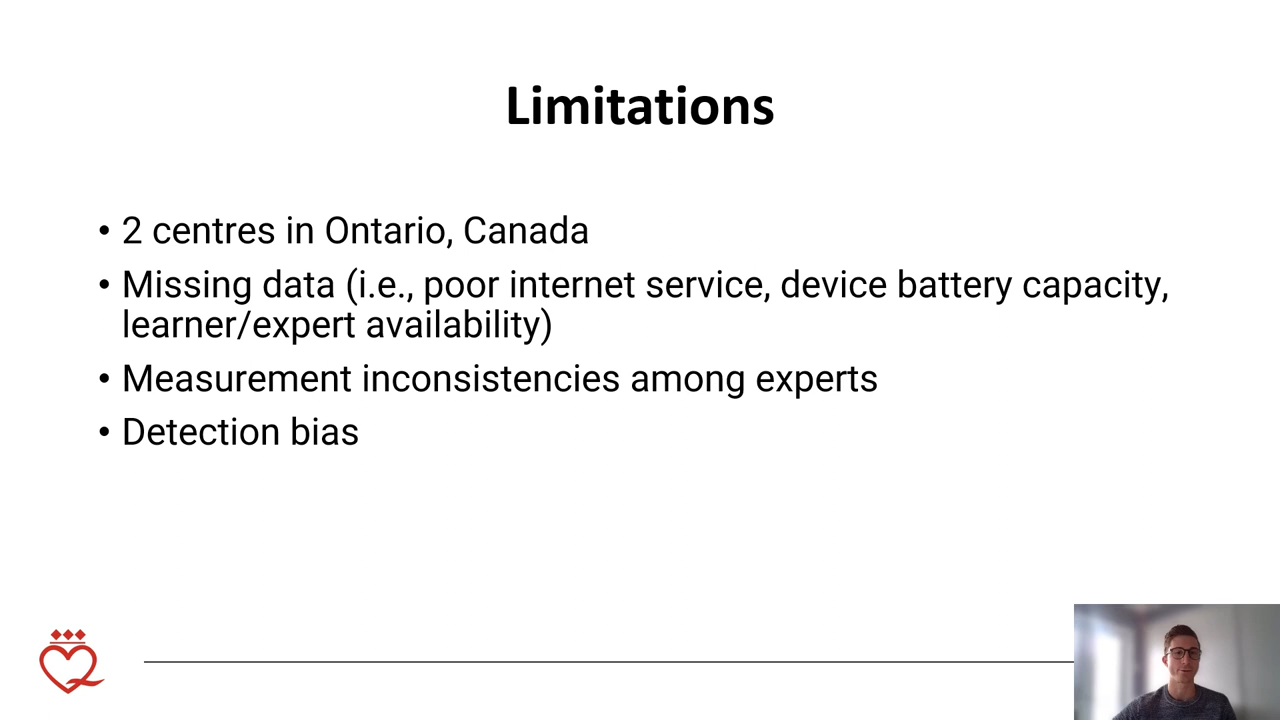 Limitations
• 2 centres in Ontario, Canada
• Missing data (i.e., poor internet service, device battery capacity,
learner/expert availability)
• Measurement inconsistencies among experts
• Detection bias